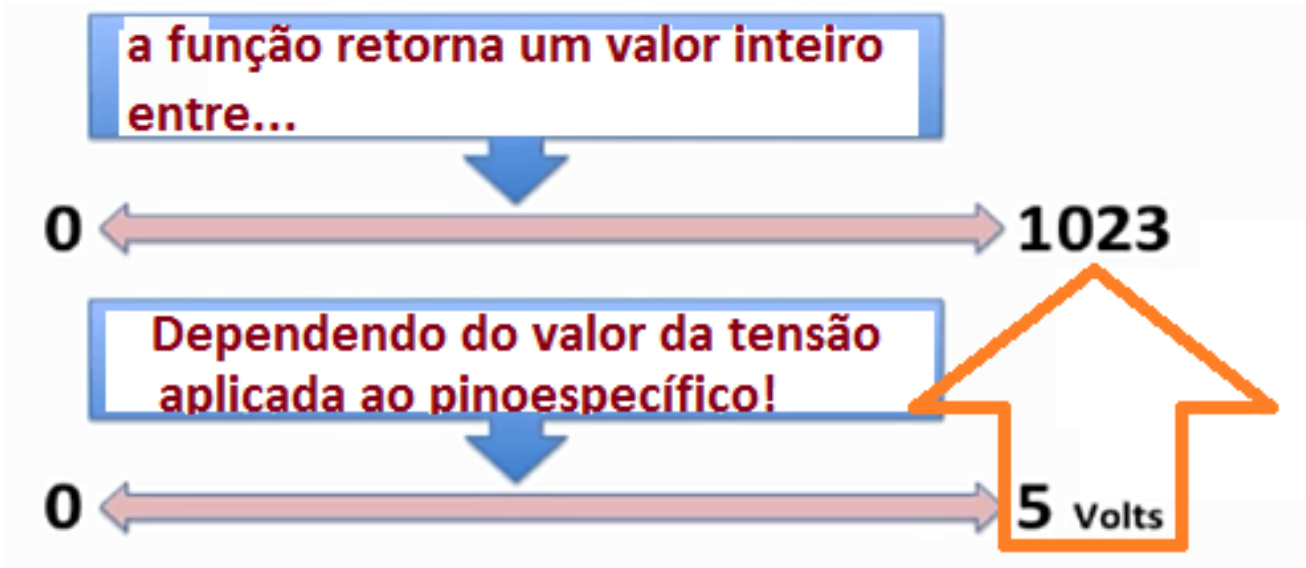 a função retorna um valor inteiro
entre...
0 1023
Dependendo do valor da tensão
aplicada ao pinoespecífico!
0 5 Volts